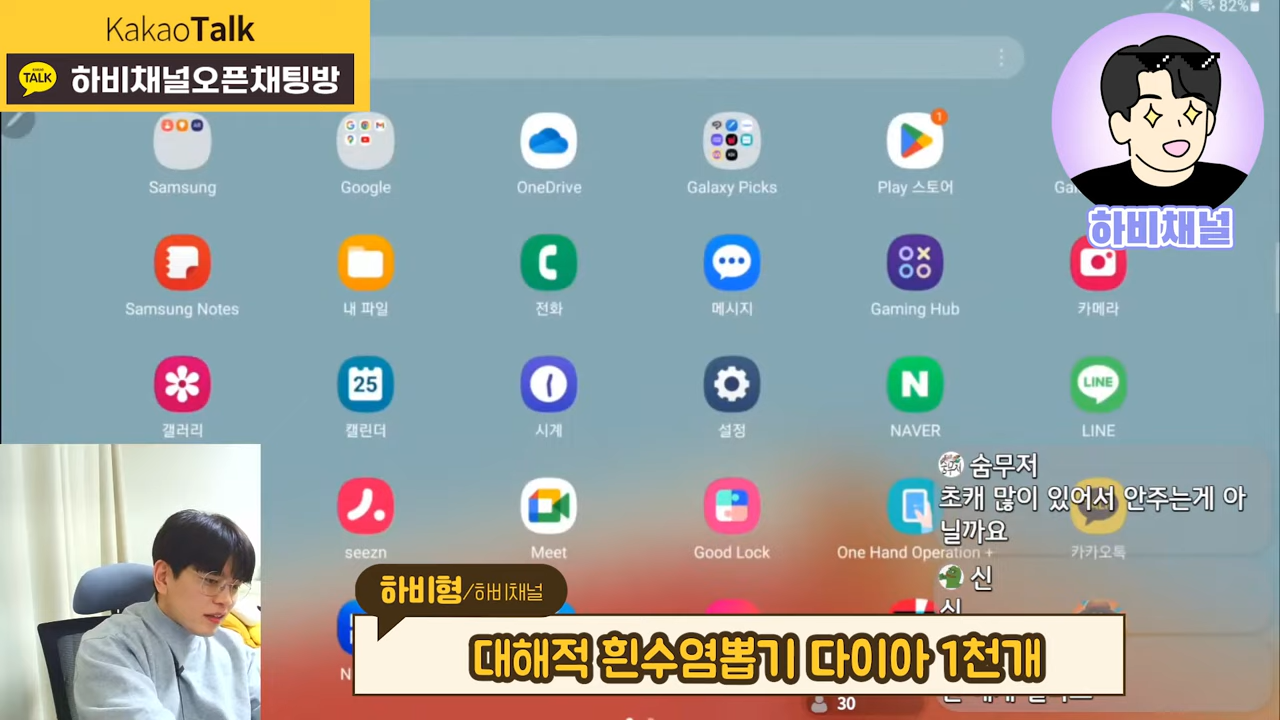 KakaoTalk
TALK
하비채널오픈채팅방
82%
하비채널
Samsung
Google
OneDrive
Galaxy Picks
1
Play 스토어
Samsung Notes
내 파일
전화
메시지
Gaming Hub
카메라
25
N
LINE
갤러리
캘린더
시계
설정
NAVER
LINE
숨무저
초캐 많이 있어서 안주는게 아
닐까요
seezn
Meet
Good Lock
One Hand Operation +
카카오톡
신
신
하비형/하비채널
대해적 흰수염뽑기 다이아 1천개
30